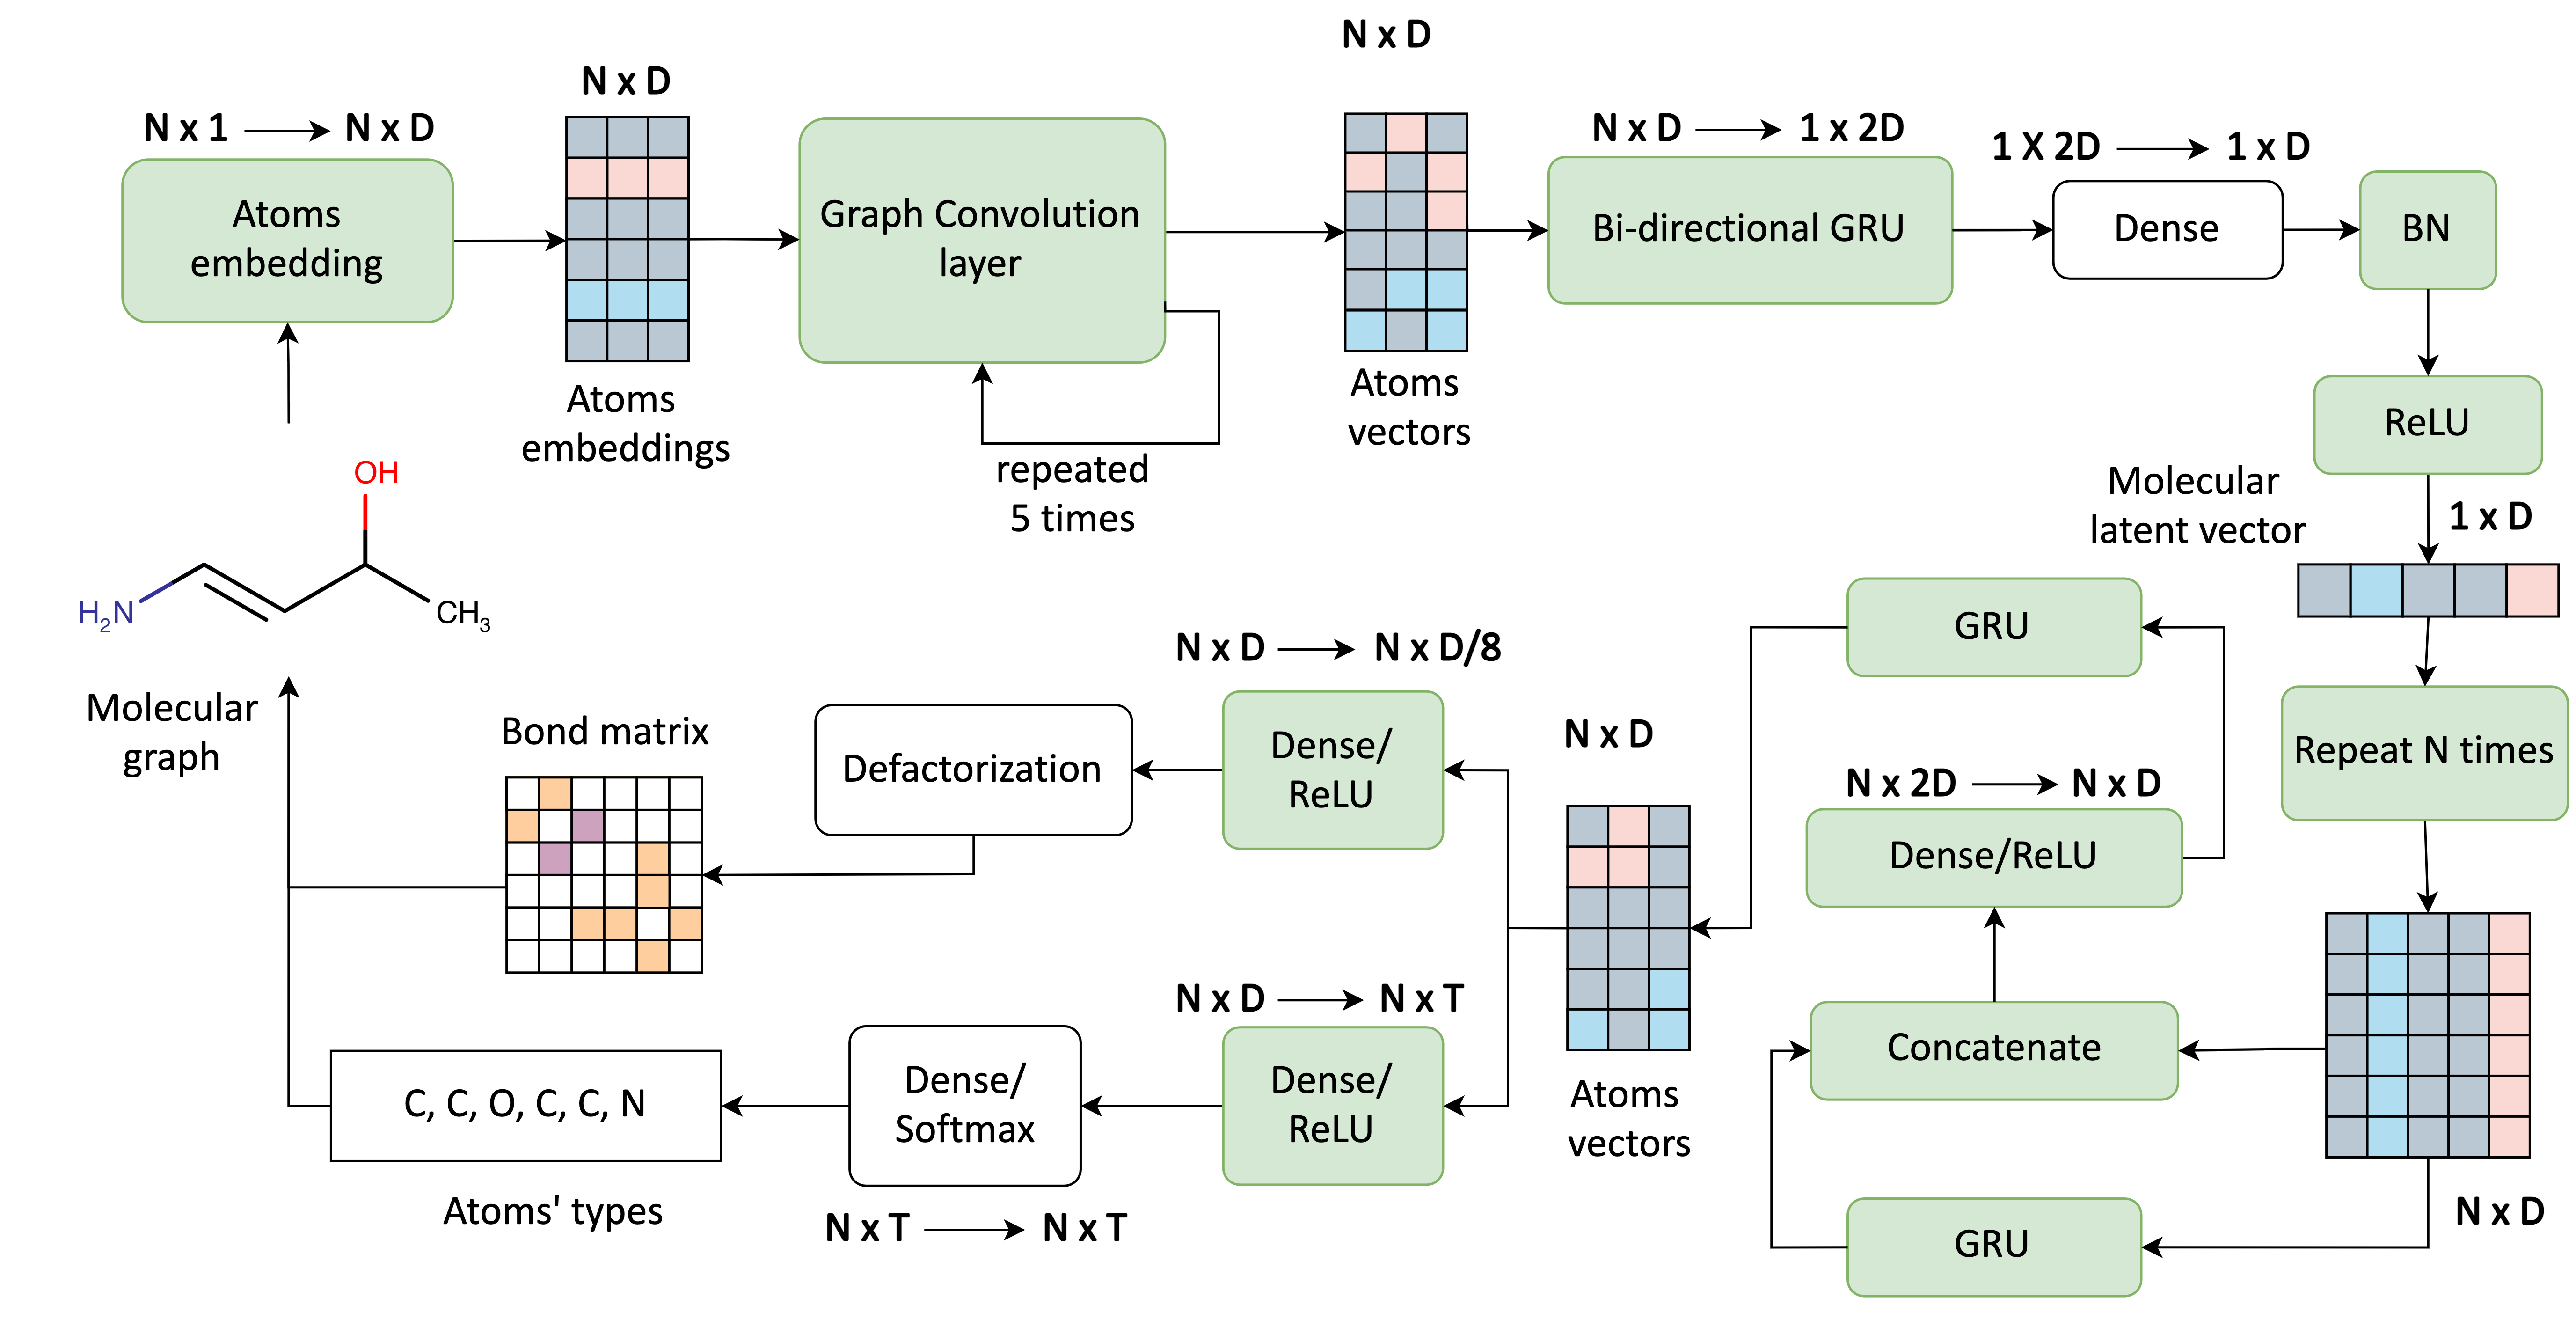 N x D
N x D
N x 1 → N x D
N x D → 1 x 2D
1 X 2D → 1 x D
Atoms
embedding
Graph Convolution
layer
Bi-directional GRU
Dense
BN
Atoms
embeddings
Atoms
vectors
repeated
5 times
ReLU
Molecular
latent vector
1 x D
OH
H₂N
CH₃
Molecular
graph
GRU
Repeat N times
N x 2D → N x D
Dense/ReLU
Concatenate
GRU
N x D
N x D
Atoms
vectors
N x D → N x D/8
Dense/
ReLU
Defactorization
Bond matrix
N x D → N x T
Dense/
ReLU
Dense/
Softmax
N x T → N x T
C, C, O, C, C, N
Atoms' types